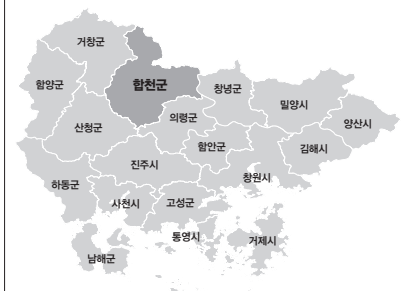 거창군
함양군
합천군
창녕군
밀양시
양산시
의령군
산청군
함안군
김해시
진주시
창원시
하동군
사천시
고성군
통영시
거제시
남해군